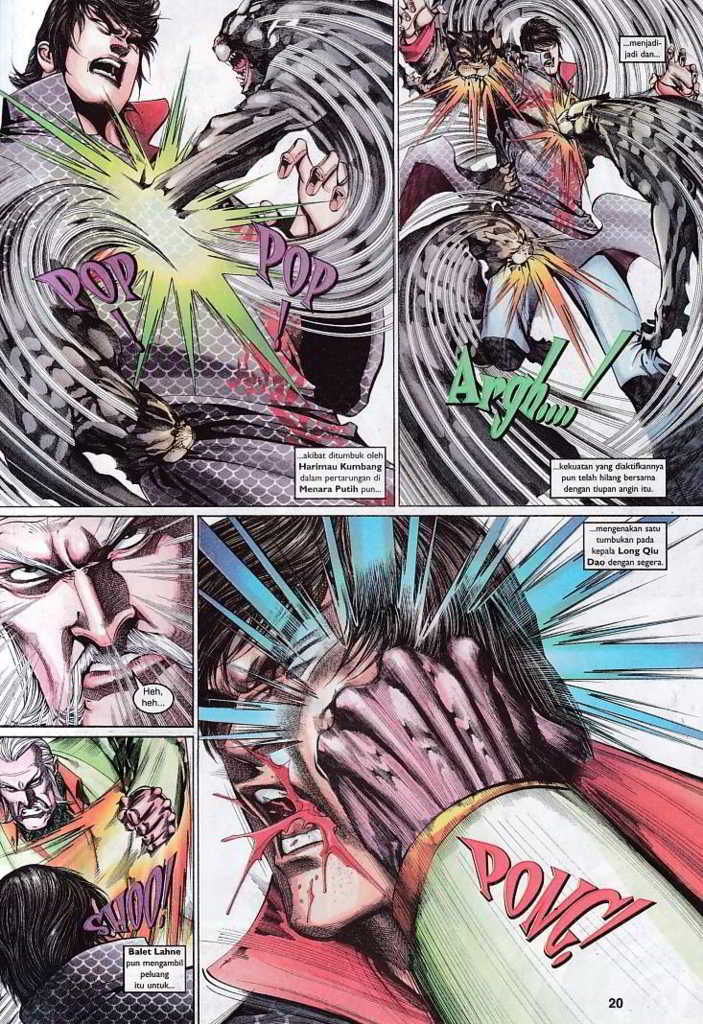 POP
!
POP
!
...akibat ditumbuk oleh
Harimau Kumbang
dalam pertarungan di
Menara Putih pun...
...menjadi-
jadi dan...
Argh....!
...kekuatan yang diaktifkannya
pun telah hilang bersama
dengan tiupan angin itu.
Heh,
heh...
SHOO!
Balet Lahne
pun mengambil
peluang
itu untuk...
...mengenakan satu
tumbukan pada
kepala Long Qiu
Dao dengan segera.
PONG!
20